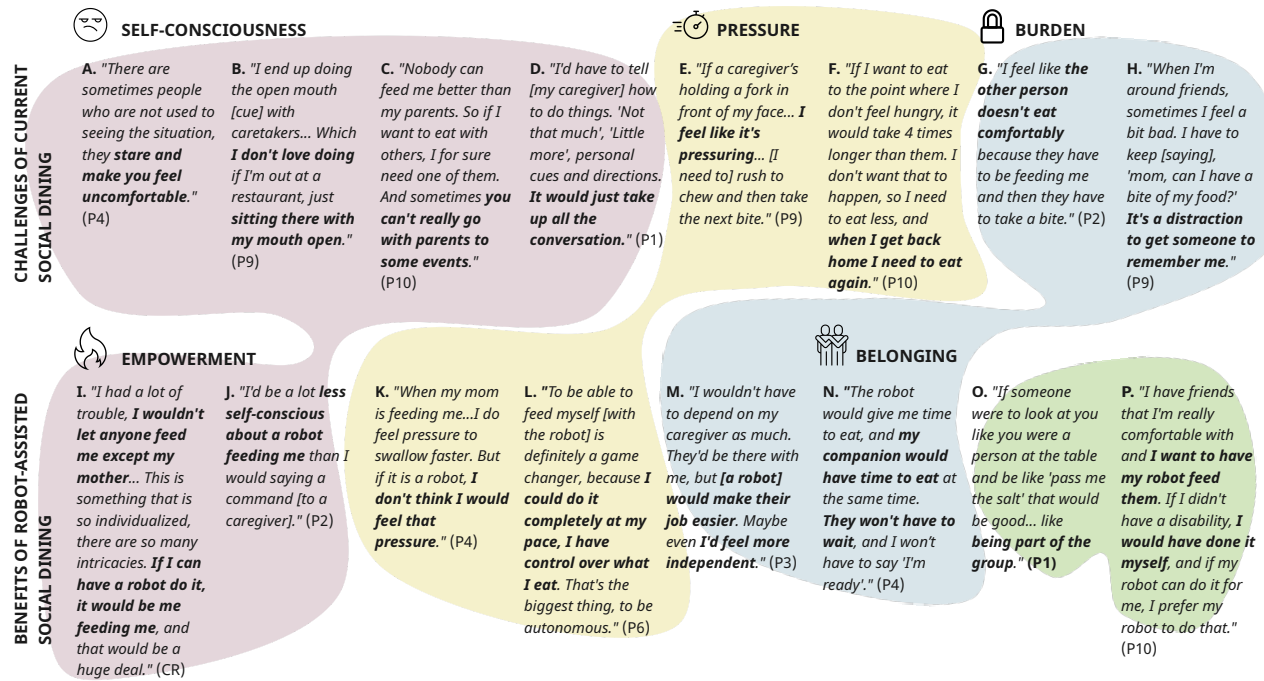 CHALLENGES OF CURRENT
SOCIAL DINING
SELF-CONSCIOUSNESS
A. "There are
sometimes people
who are not used to
seeing the situation,
they stare and
make you feel
uncomfortable."
(P4)
B. "I end up doing
the open mouth
[cue] with
caretakers... Which
I don't love doing
if I'm out at a
restaurant, just
sitting there with
my mouth open."
(P9)
C. "Nobody can
feed me better than
my parents. So if I
want to eat with
others, I for sure
need one of them.
And sometimes you
can't really go
with parents to
some events."
(P10)
D. "I'd have to tell
[my caregiver] how
to do things. 'Not
that much', 'Little
more', personal
cues and directions.
It would just take
up all the
conversation." (P1)
PRESSURE
E. "If a caregiver's
holding a fork in
front of my face... I
feel like it's
pressuring... [I
need to] rush to
chew and then take
the next bite." (P9)
F. "If I want to eat
to the point where I
don't feel hungry, it
would take 4 times
longer than them. I
don't want that to
happen, so I need
to eat less, and
when I get back
home I need to eat
again." (P10)
BURDEN
G. "I feel like the
other person
doesn't eat
comfortably
because they have
to be feeding me
and then they have
to take a bite." (P2)
H. "When I'm
around friends,
sometimes I feel a
bit bad. I have to
keep [saying],
'mom, can I have a
bite of my food?'
It's a distraction
to get someone to
remember me."
(P9)
BENEFITS OF ROBOT-ASSISTED
SOCIAL DINING
EMPOWERMENT
I. "I had a lot of
trouble, I wouldn't
let anyone feed
me except my
mother... This is
something that is
so individualized,
there are so many
intricacies. If I can
have a robot do it,
it would be me
feeding me, and
that would be a
huge deal." (CR)
J. "I'd be a lot less
self-conscious
about a robot
feeding me than I
would saying a
command [to a
caregiver]." (P2)
K. "When my mom
is feeding me...I do
feel pressure to
swallow faster. But
if it is a robot, I
don't think I would
feel that
pressure." (P4)
L. "To be able to
feed myself [with
the robot] is
definitely a game
changer, because I
could do it
completely at my
pace, I have
control over what
I eat. That's the
biggest thing, to be
autonomous." (P6)
BELONGING
M. "I wouldn't have
to depend on my
caregiver as much.
They'd be there with
me, but [a robot]
would make their
job easier. Maybe
even I'd feel more
independent." (P3)
N. "The robot
would give me time
to eat, and my
companion would
have time to eat at
the same time.
They won't have to
wait, and I won't
have to say 'I'm
ready'." (P4)
O. "If someone
were to look at you
like you were a
person at the table
and be like 'pass me
the salt' that would
be good... like
being part of the
group." (P1)
P. "I have friends
that I'm really
comfortable with
and I want to have
my robot feed
them. If I didn't
have a disability, I
would have done it
myself, and if my
robot can do it for
me, I prefer my
robot to do that."
(P10)